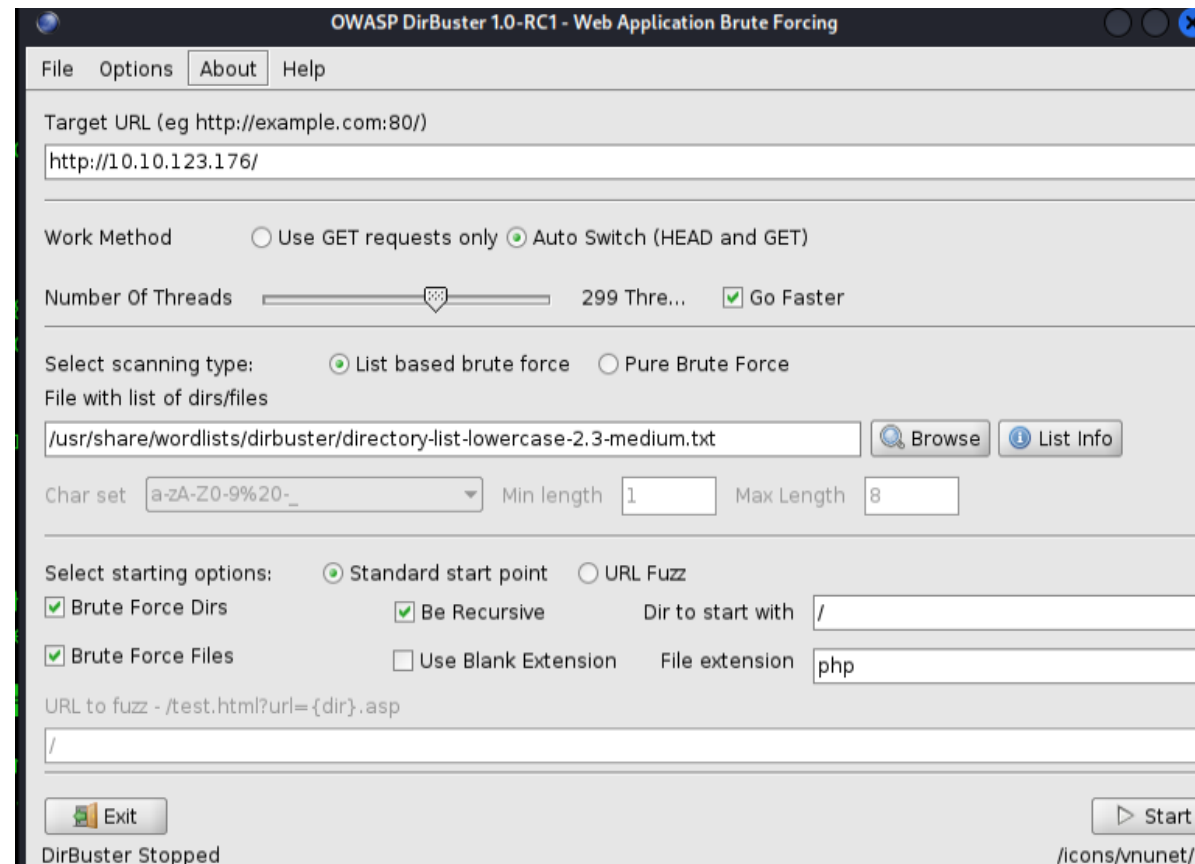 OWASP DirBuster 1.0-RC1 - Web Application Brute Forcing
File Options About Help
Target URL (eg http://example.com:80/)
http://10.10.123.176/
Work Method Use GET requests only Auto Switch (HEAD and GET)
Number Of Threads 299 Thre... Go Faster
Select scanning type: List based brute force Pure Brute Force
File with list of dirs/files
/usr/share/wordlists/dirbuster/directory-list-lowercase-2.3-medium.txt Browse List Info
Char set a-zA-Z0-9%20-_ Min length 1 Max Length 8
Select starting options: Standard start point URL Fuzz
Brute Force Dirs Be Recursive Dir to start with /
Brute Force Files Use Blank Extension File extension php
URL to fuzz - /test.html?url={dir}.asp
/
Exit Start
DirBuster Stopped /icons/vnunet/